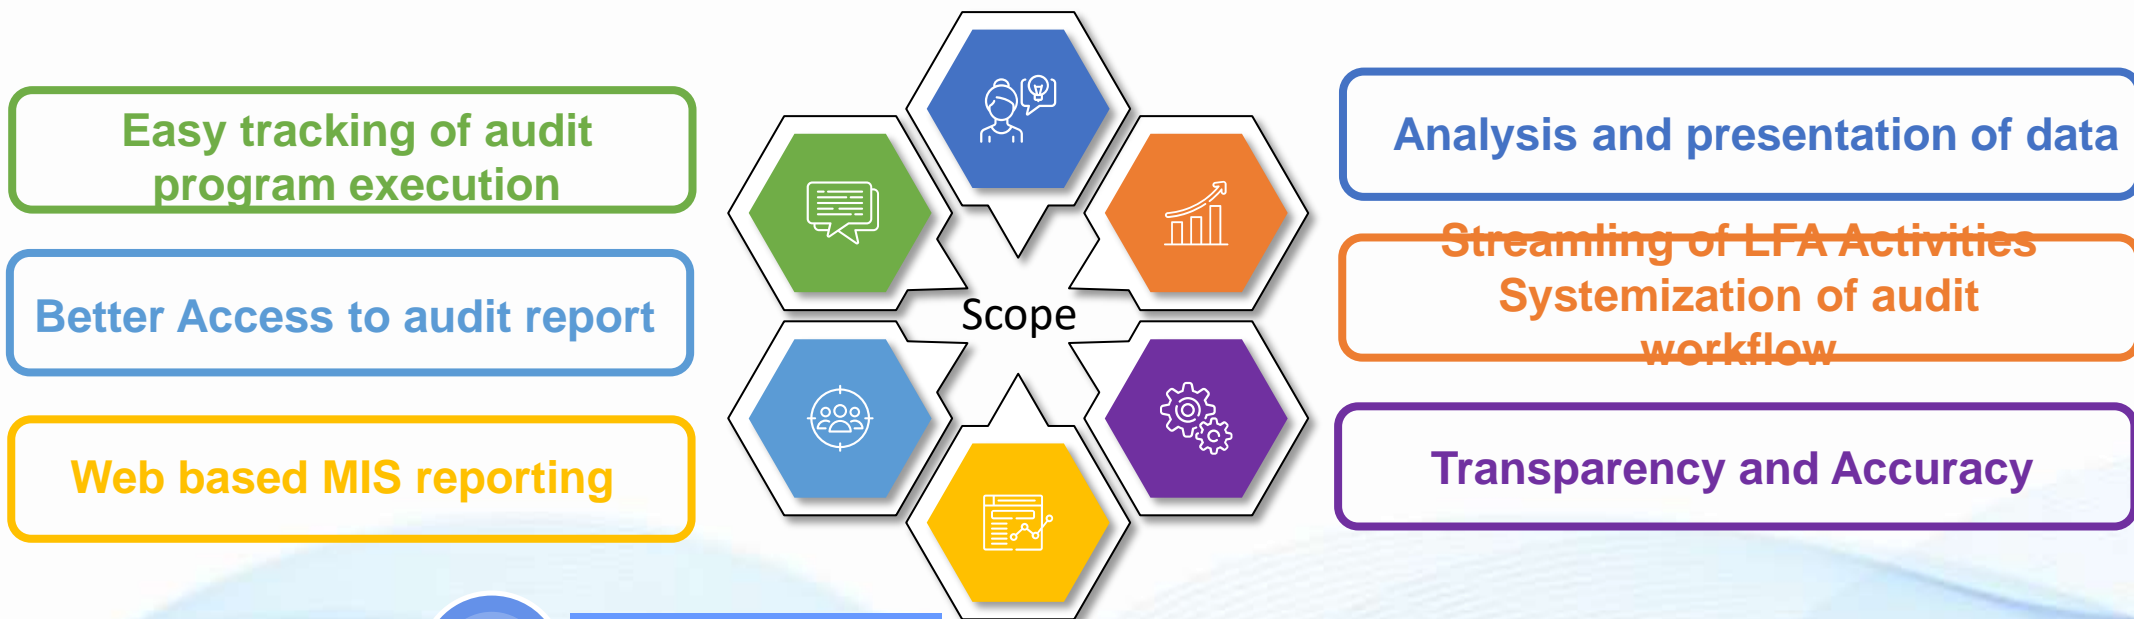 Easy tracking of audit
program execution
Better Access to audit report
Web based MIS reporting
Scope
Analysis and presentation of data
Streamling of LFA Activities
Systemization of audit
workflow
Transparency and Accuracy